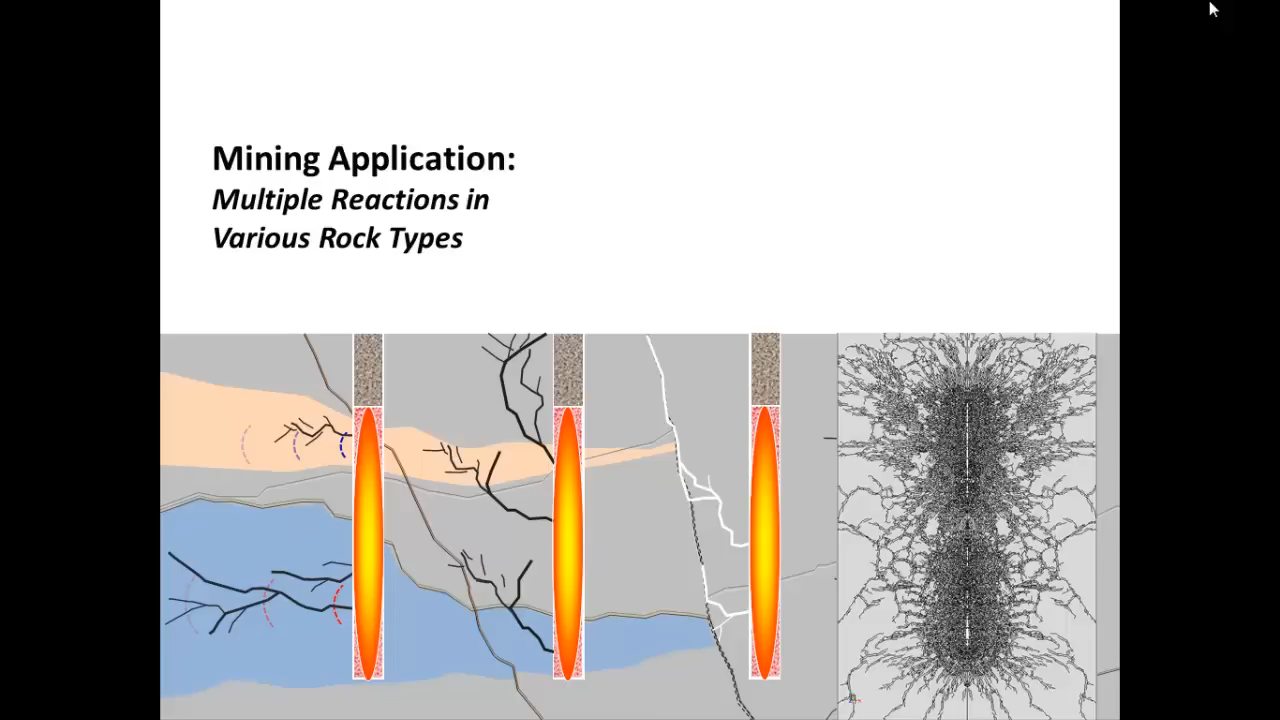 Mining Application:
Multiple Reactions in
Various Rock Types